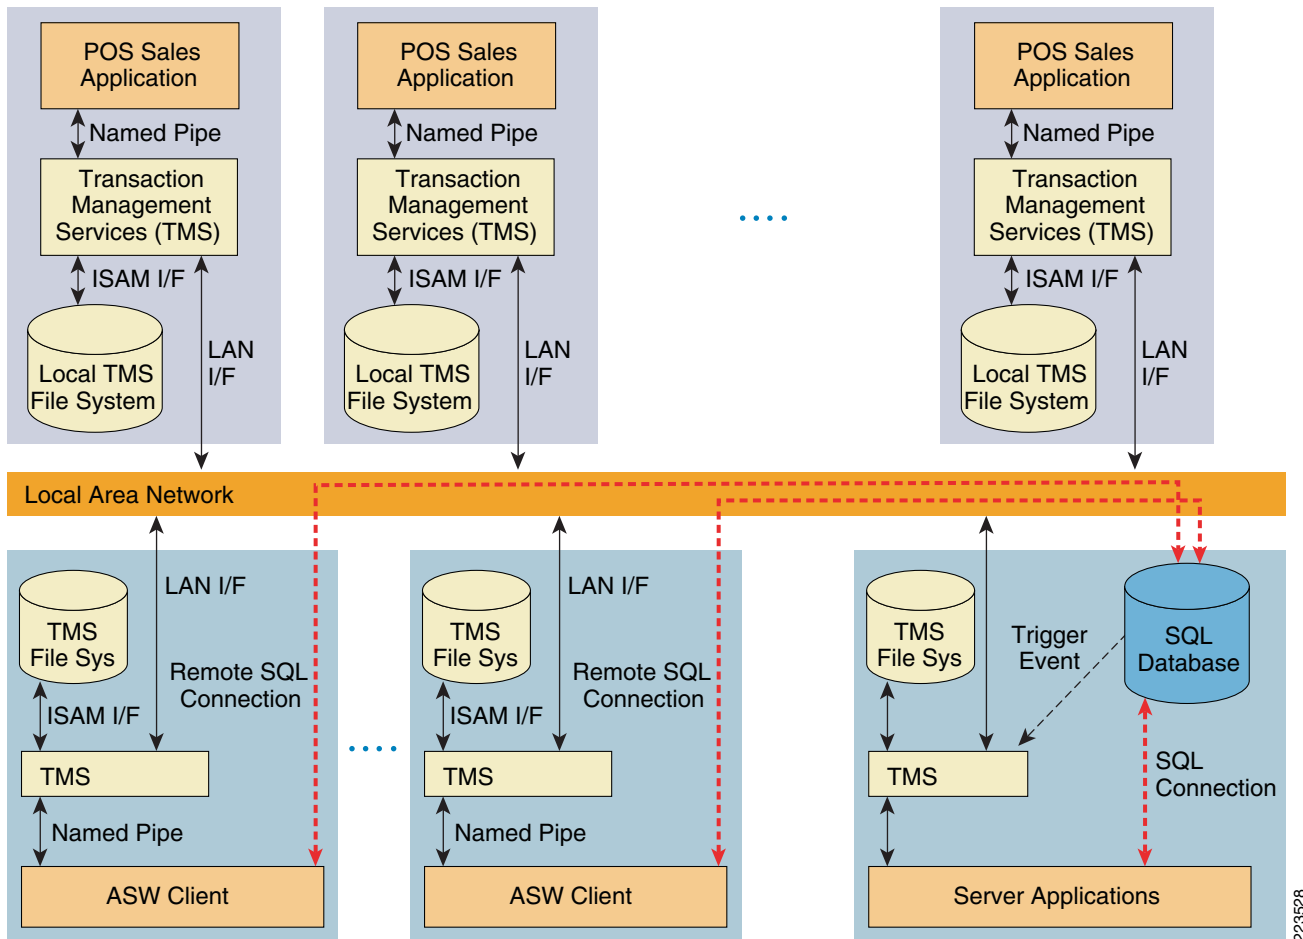 POS Sales
Application
Named Pipe
Transaction
Management
Services (TMS)
ISAM I/F
Local TMS
File System
LAN
I/F
POS Sales
Application
Named Pipe
Transaction
Management
Services (TMS)
ISAM I/F
Local TMS
File System
LAN
I/F
POS Sales
Application
Named Pipe
Transaction
Management
Services (TMS)
ISAM I/F
Local TMS
File System
LAN
I/F
Local Area Network
LAN I/F
TMS
File Sys
Remote SQL
Connection
ISAM I/F
TMS
Named Pipe
ASW Client
LAN I/F
TMS
File Sys
Remote SQL
Connection
ISAM I/F
TMS
Named Pipe
ASW Client
TMS
File Sys
Trigger
Event
SQL
Database
TMS
SQL
Connection
Server Applications
223528